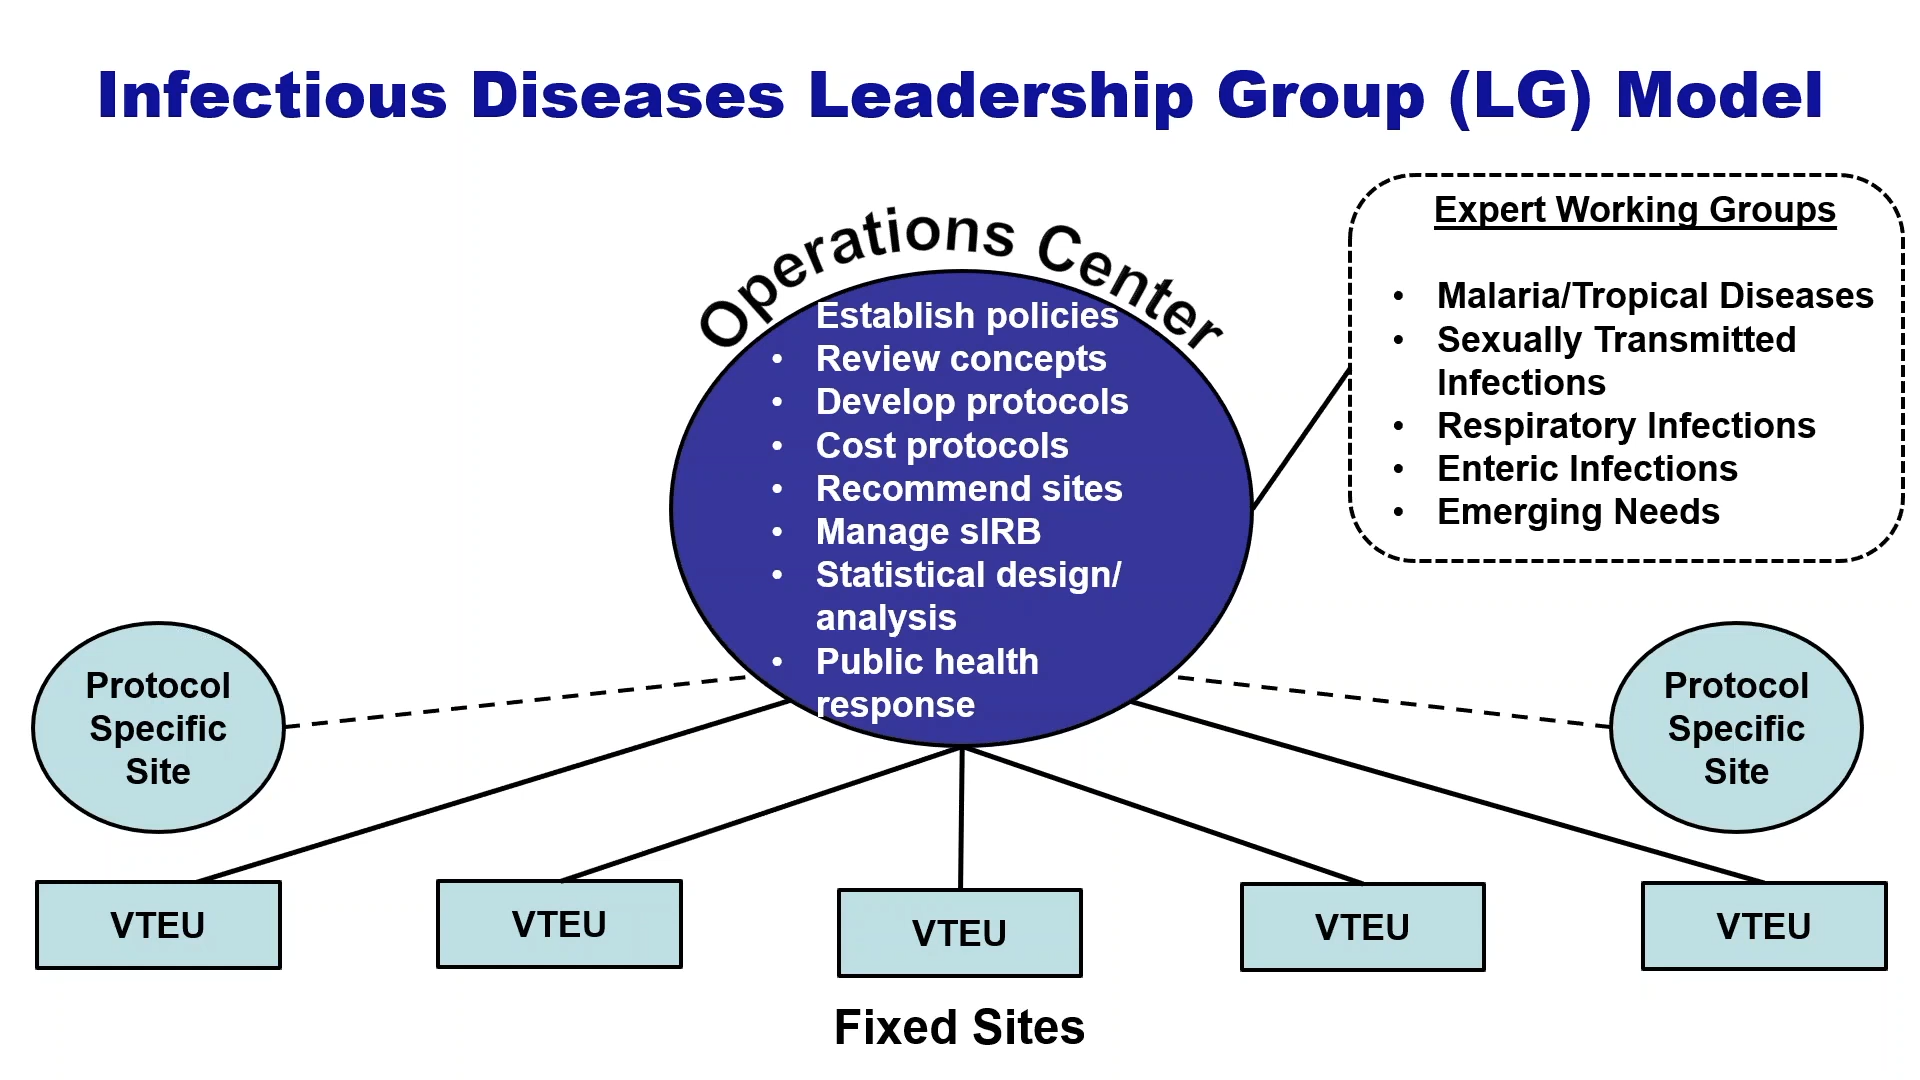 Infectious Diseases Leadership Group (LG) Model
Operations Center
Establish policies
• Review concepts
• Develop protocols
• Cost protocols
• Recommend sites
• Manage sIRB
• Statistical design/
analysis
• Public health
response
Expert Working Groups
• Malaria/Tropical Diseases
• Sexually Transmitted
Infections
• Respiratory Infections
• Enteric Infections
• Emerging Needs
Protocol
Specific
Site
Protocol
Specific
Site
VTEU
VTEU
VTEU
VTEU
VTEU
Fixed Sites